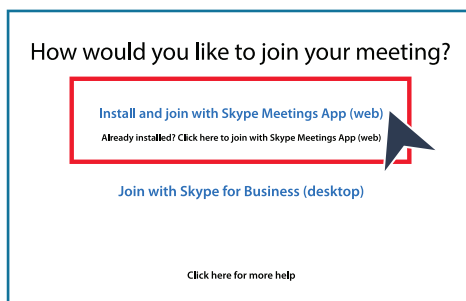 How would you like to join your meeting?
Install and join with Skype Meetings App (web)
Already installed? Click here to join with Skype Meetings App (web)
Join with Skype for Business (desktop)
Click here for more help